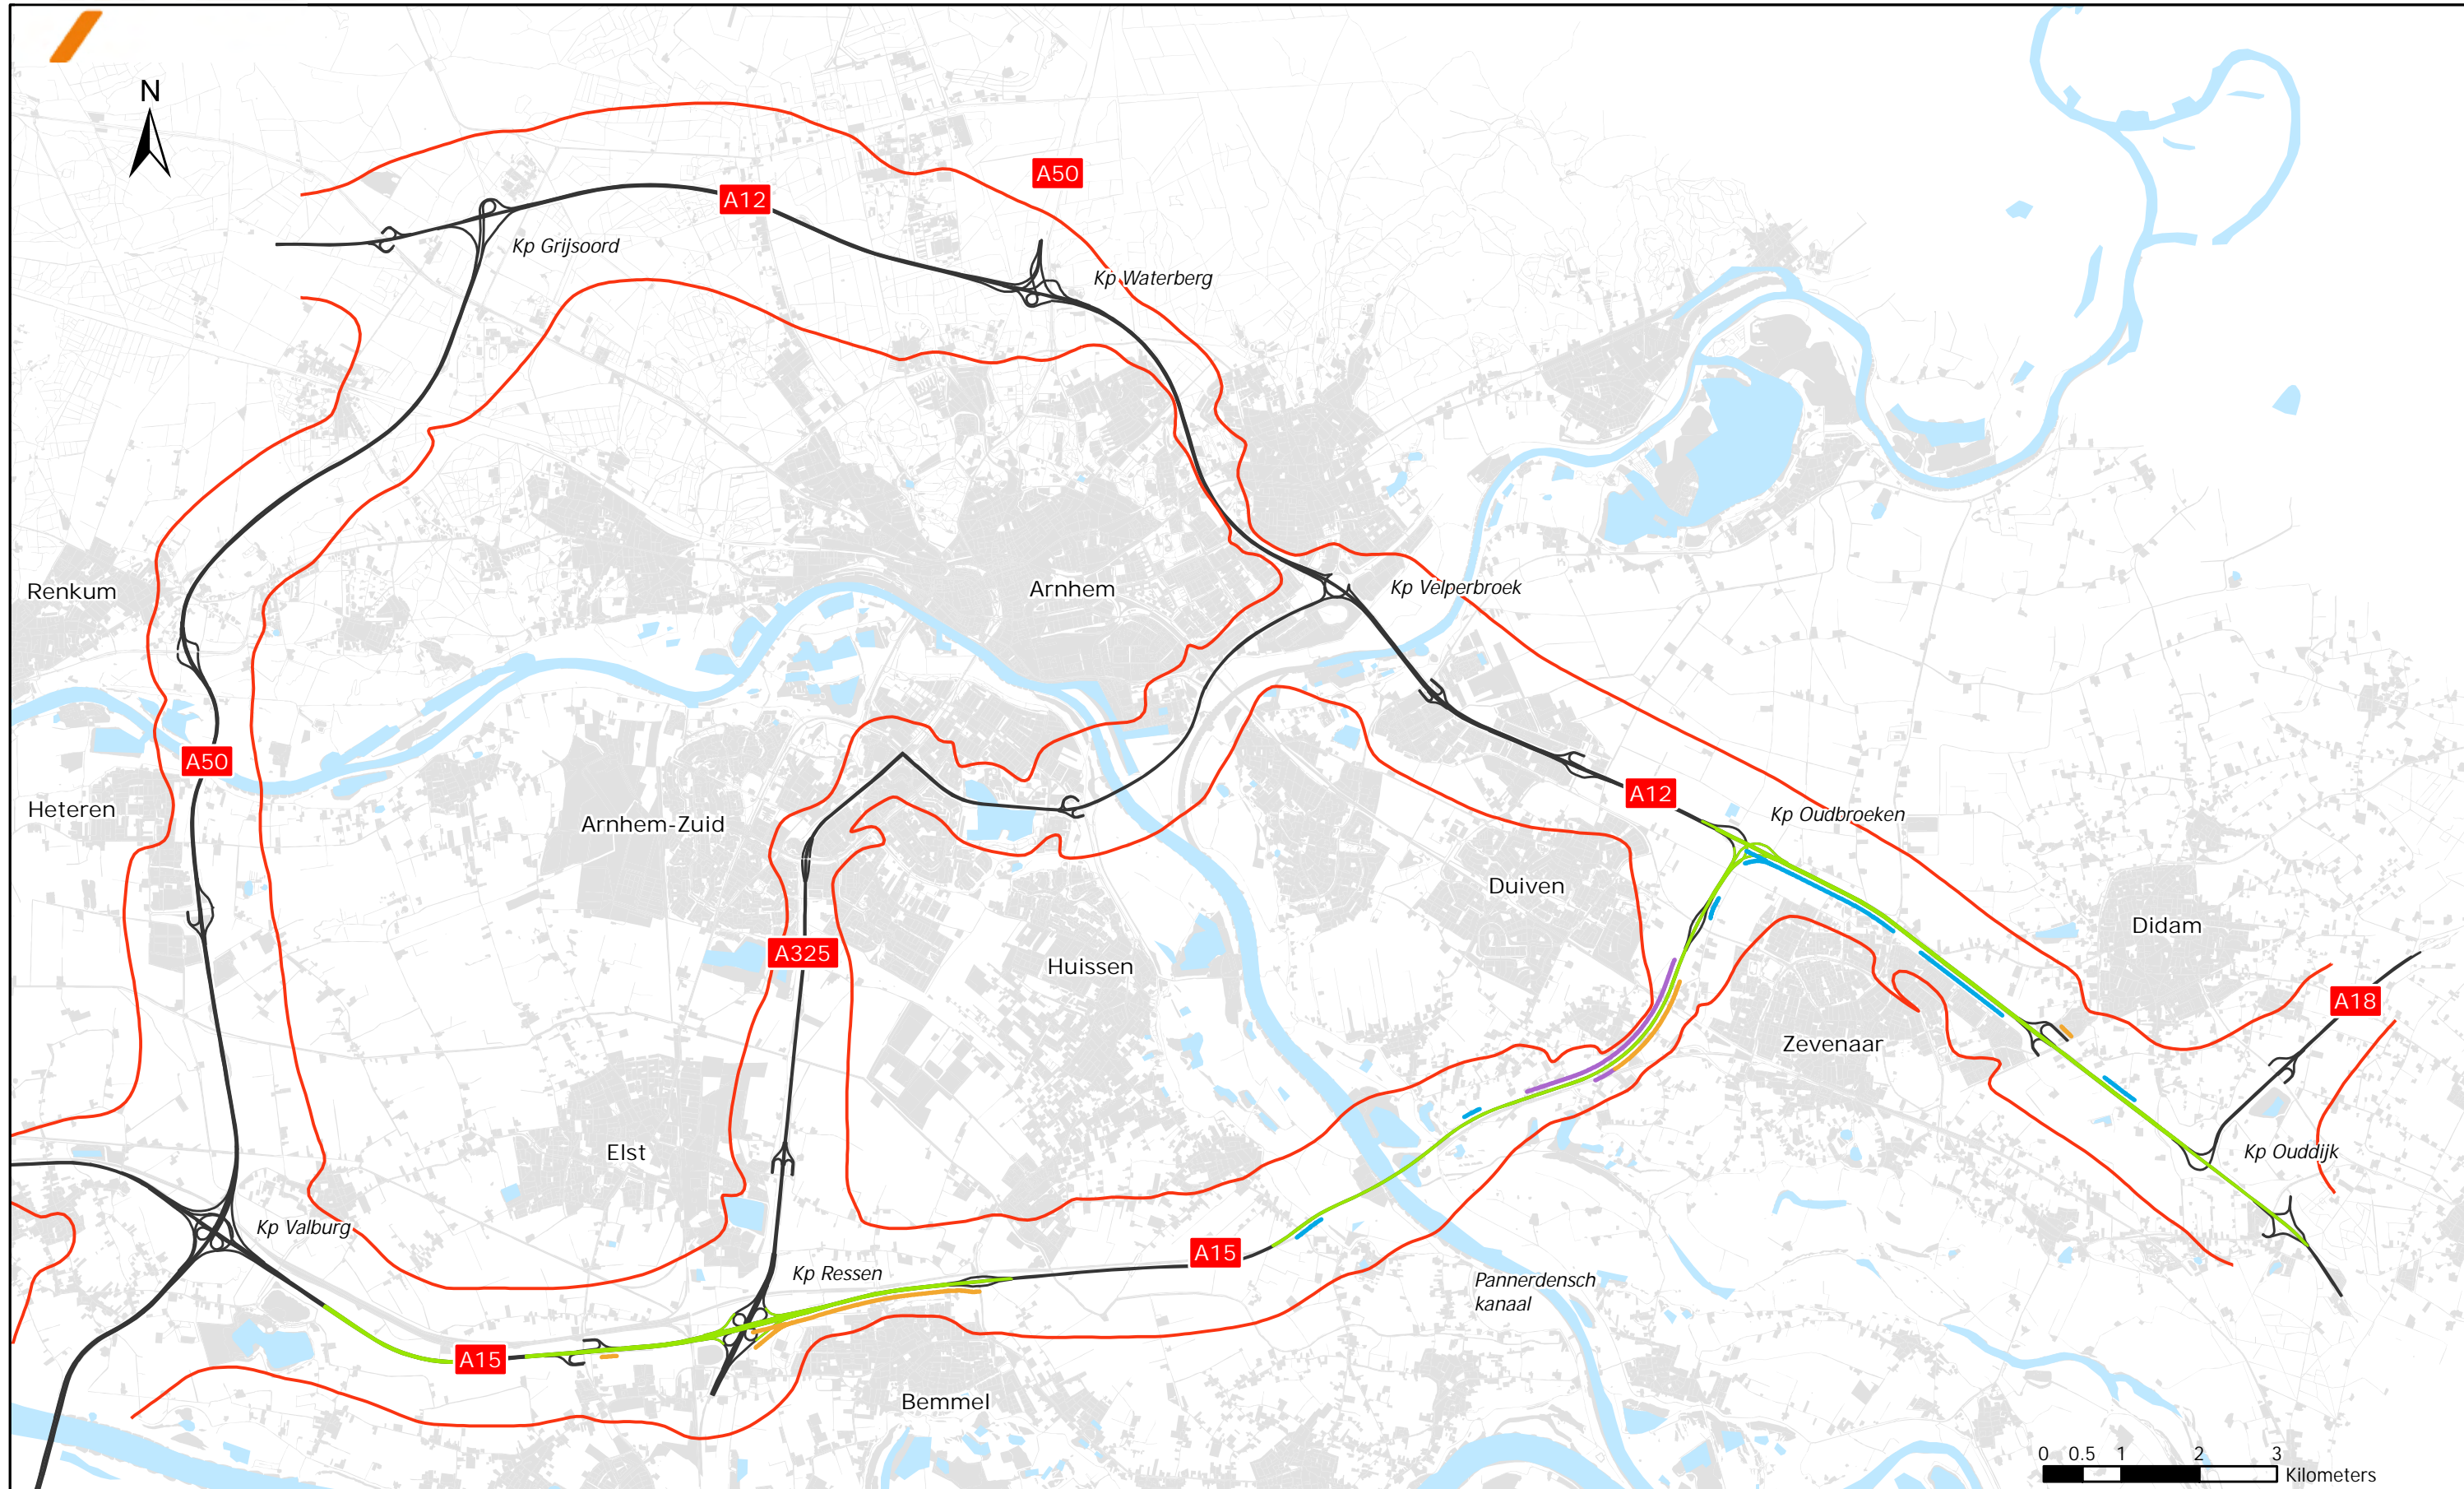 N
A50
A12
Kp Grijsoord
Kp Waterberg
Renkum
Arnhem
Kp Velperbroek
A50
Heteren
Arnhem-Zuid
A12
Kp Oudbroeken
Duiven
Didam
A325
Huissen
A18
Zevenaar
Elst
Kp Ouddijk
Kp Valburg
A15
Kp Ressen
Pannerdensch
kanaal
A15
Bemmel
0 0.5 1 2 3
Kilometers